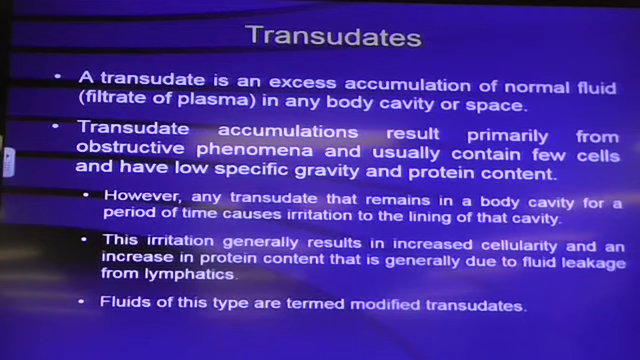 Transudates
• A transudate is an excess accumulation of normal fluid
(filtrate of plasma) in any body cavity or space.
• Transudate accumulations result primarily from
obstructive phenomena and usually contain few cells
and have low specific gravity and protein content.
• However, any transudate that remains in a body cavity for a
period of time causes irritation to the lining of that cavity.
• This irritation generally results in increased cellularity and an
increase in protein content that is generally due to fluid leakage
from lymphatics.
• Fluids of this type are termed modified transudates.